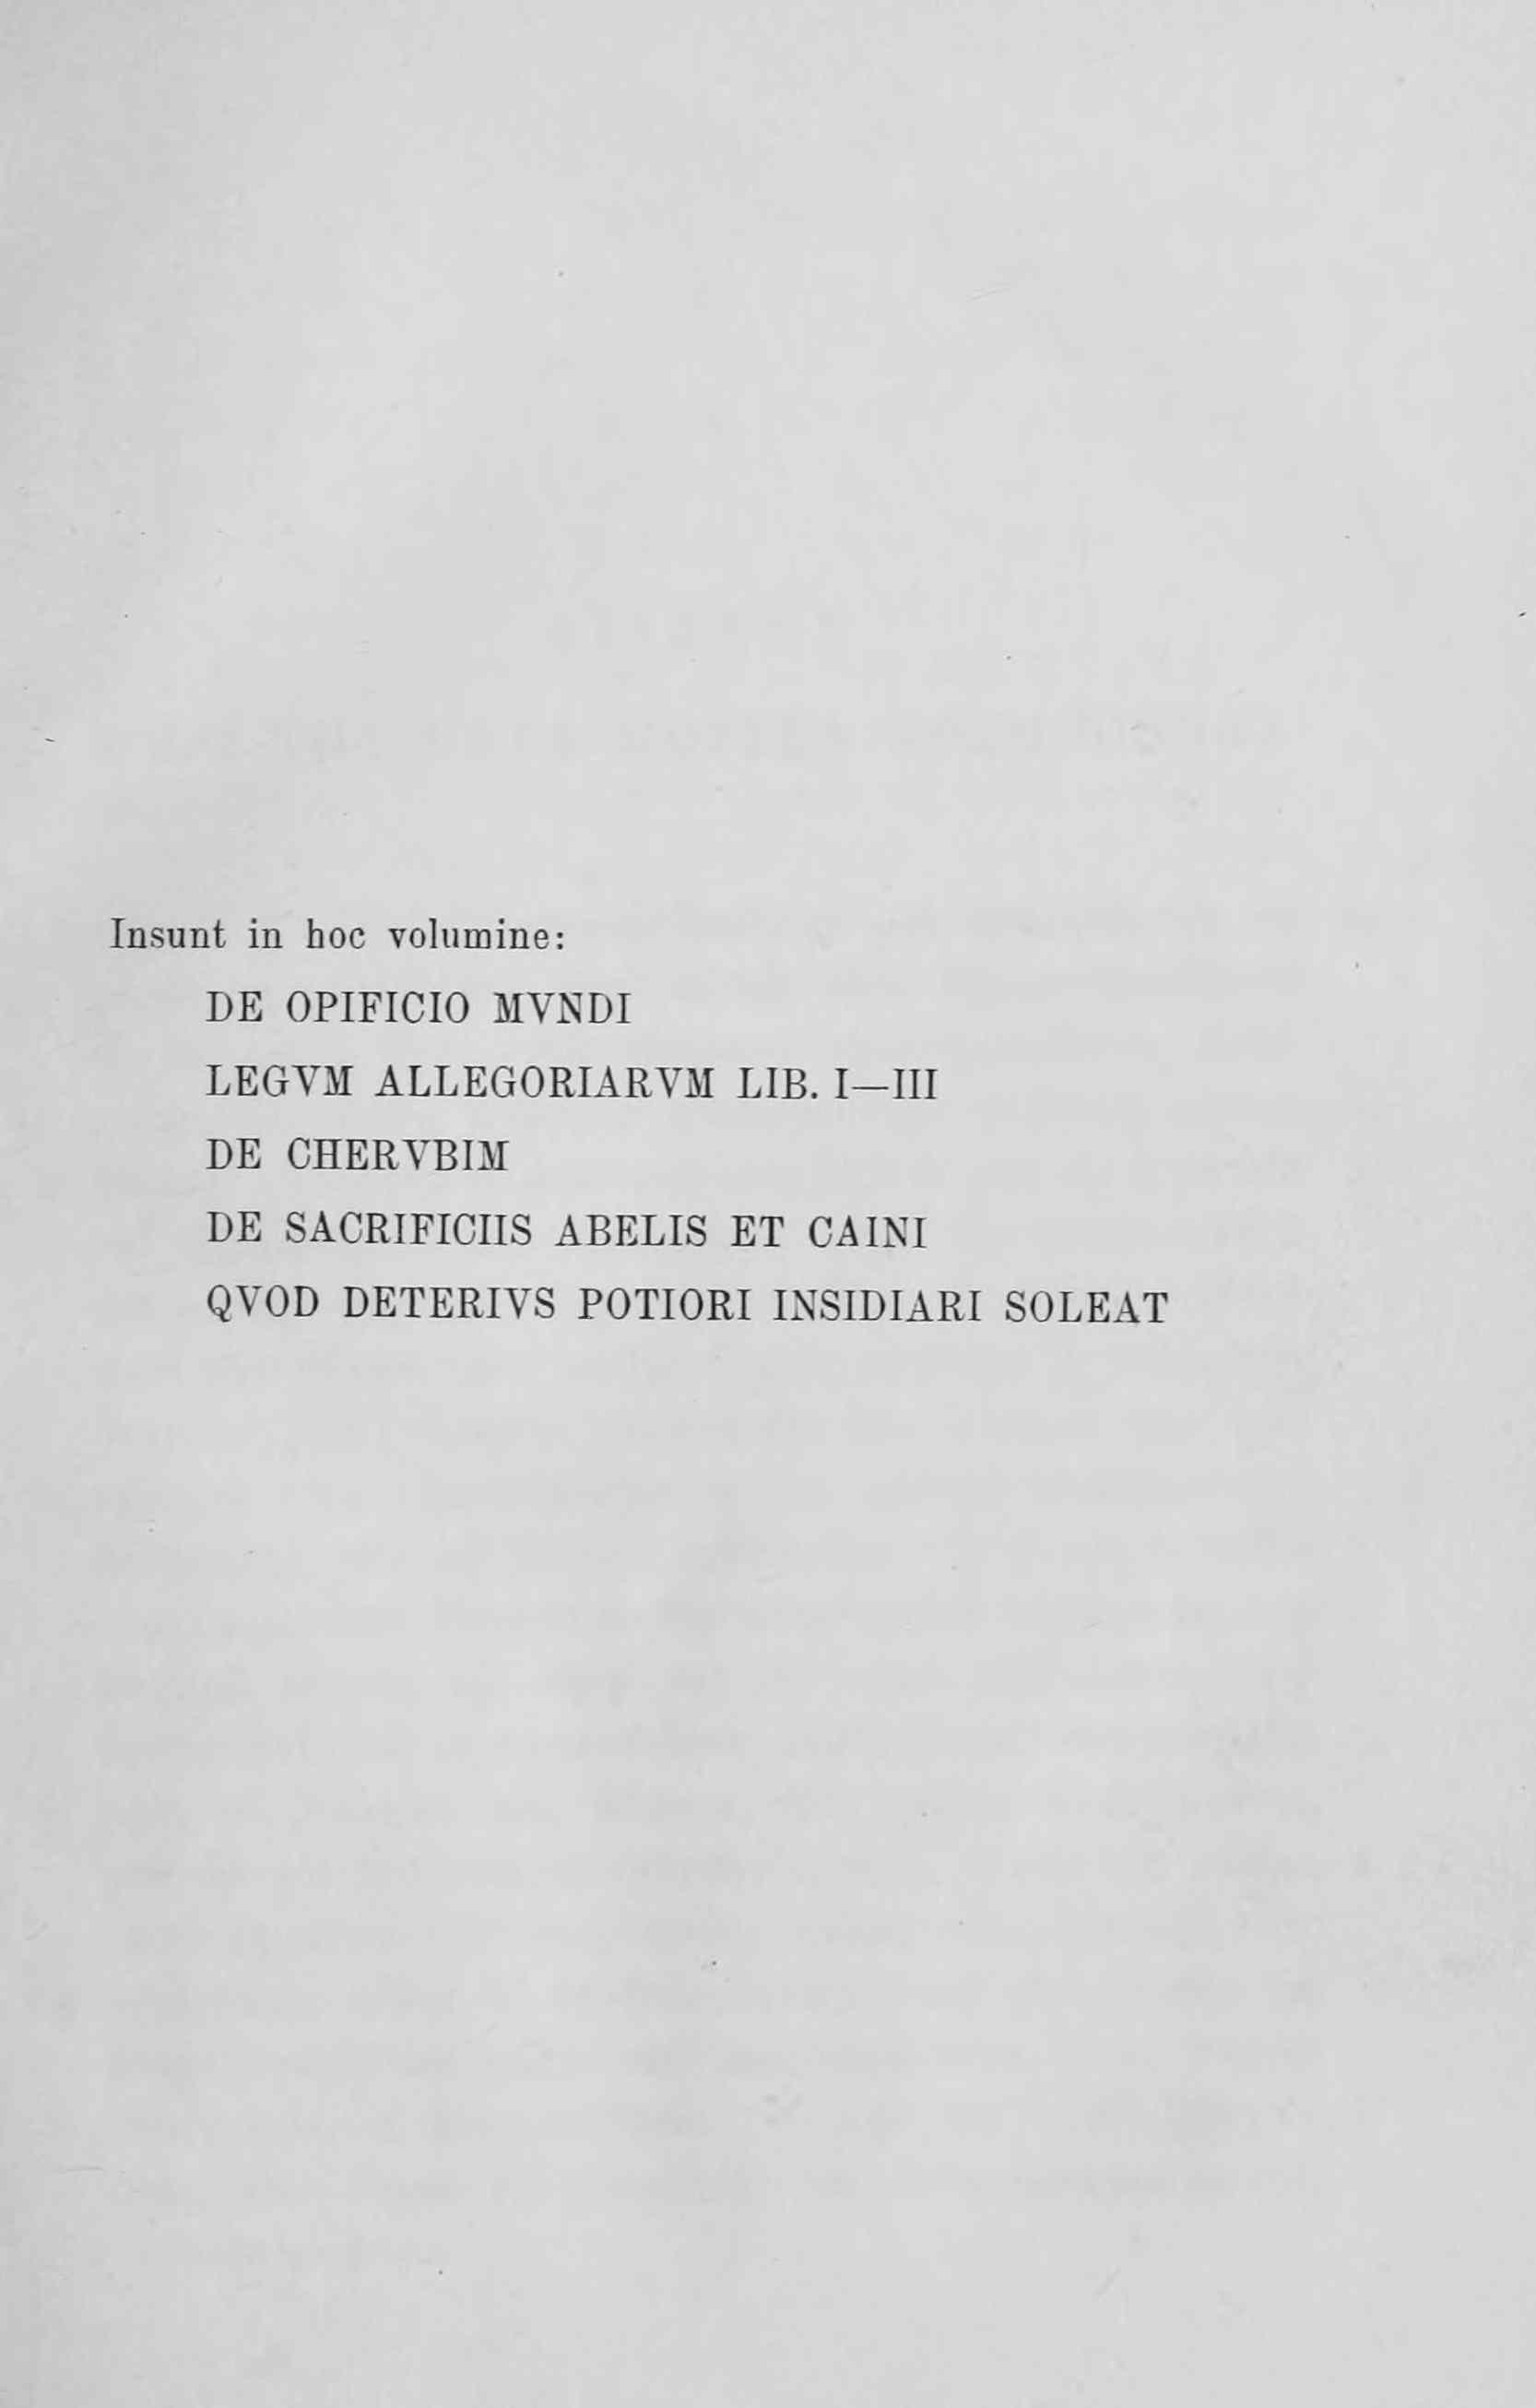 Insunt in hoc volumine:
DE OPIFICIO MVNDI
LEGVM ALLEGORIARVM LIB. I—III
DE CHERVBIM
DE SACRIFICIIS ABELIS ET CAINI
QVOD DETERIVS POTIORI INSIDIARI SOLEAT